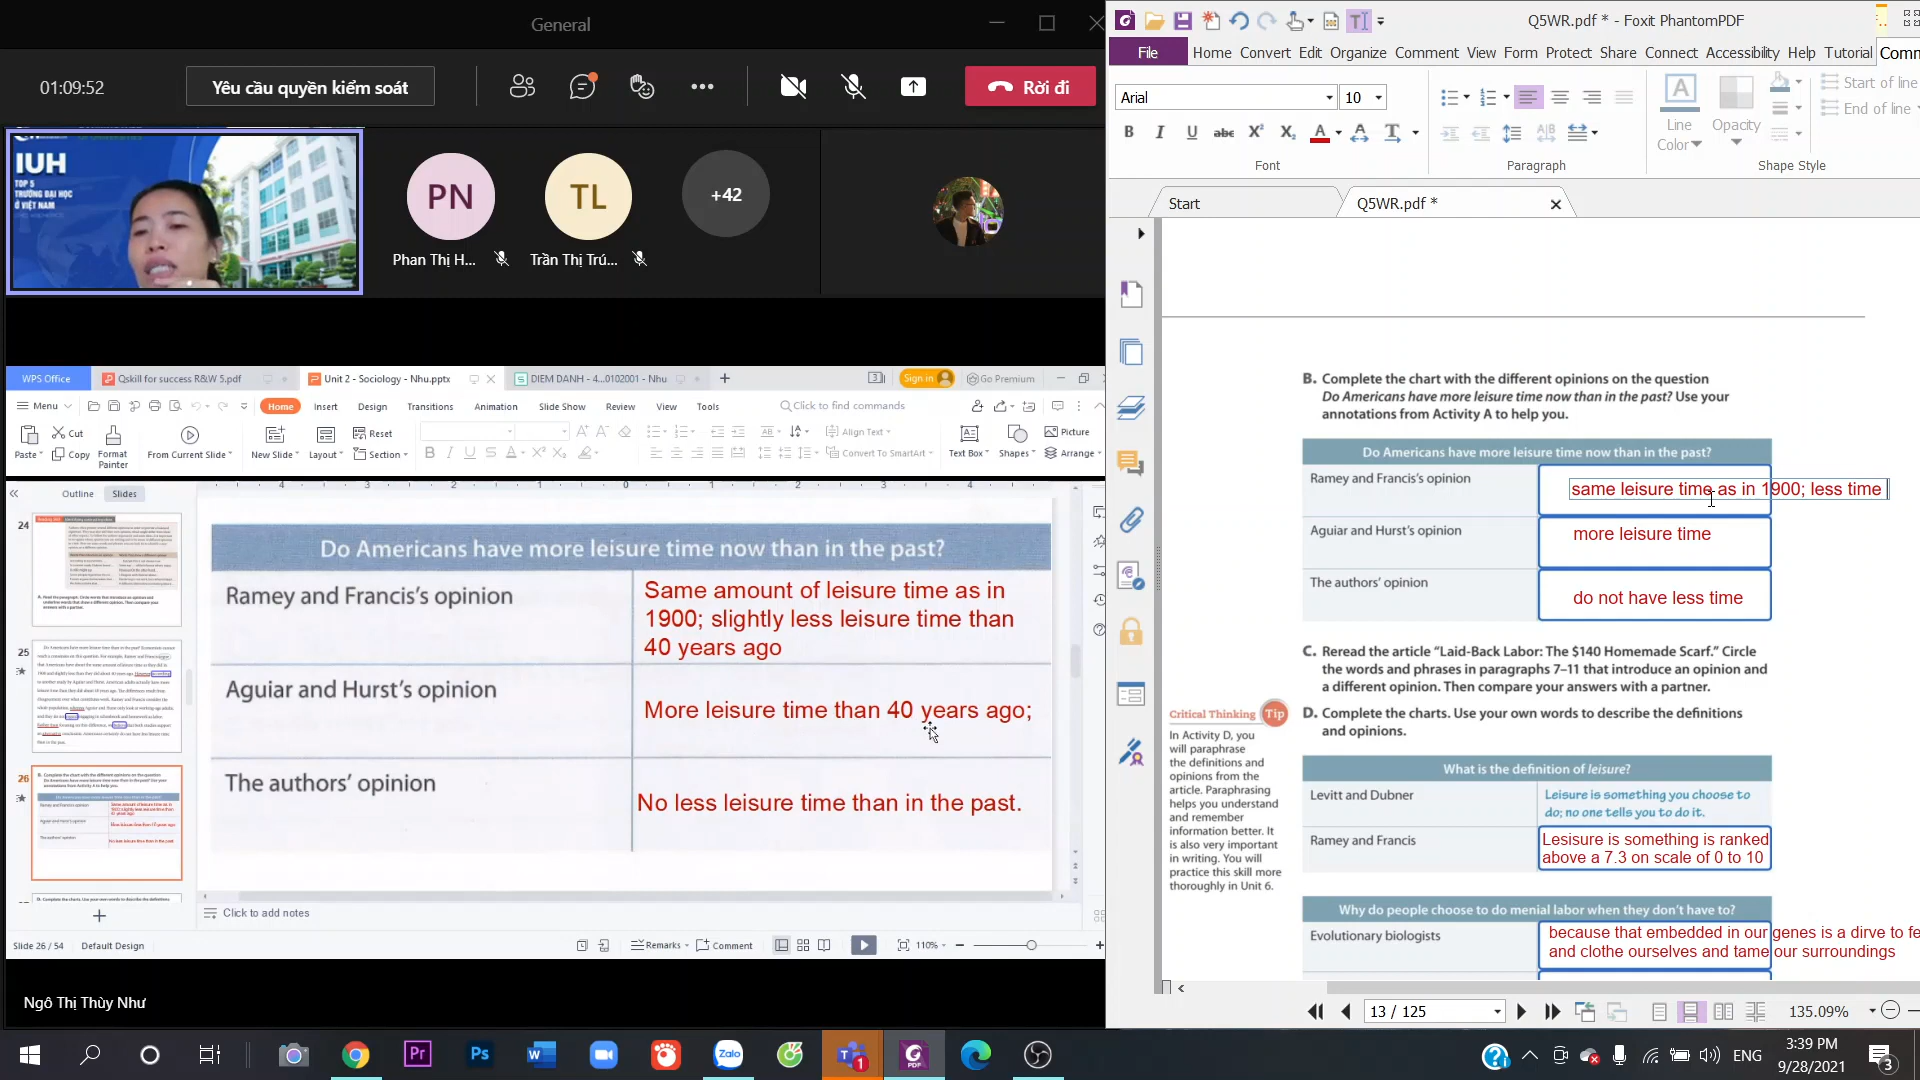 General
01:09:52
Yêu cầu quyền kiểm soát
Rời đi
IUH
TOP 5
TRƯỜNG ĐẠI HỌC
Ở VIỆT NAM
PN
TL
+42
Phan Thị H...
Trần Thị Trú...
WPS Office
Qskill for success R&W 5.pdf
Unit 2 - Sociology - Nhu.pptx
DIEM DANH - 4...0102001 - Nhu
Sign in
Go Premium
Menu
Home
Insert
Design
Transitions
Animation
Slide Show
Review
View
Tools
Click to find commands
Paste
Cut
Copy
Format
Painter
From Current Slide
New Slide
Layout
Reset
Section
Align Text
Convert To SmartArt
Text Box
Shapes
Picture
Arrange
Outline
Slides
24
25
26
Do Americans have more leisure time now than in the past?
Ramey and Francis's opinion
Same amount of leisure time as in
1900; slightly less leisure time than
40 years ago
Aguiar and Hurst's opinion
More leisure time than 40 years ago;
The authors' opinion
No less leisure time than in the past.
Click to add notes
Slide 26 / 54
Default Design
Remarks
Comment
110%
Ngô Thị Thùy Như
Q5WR.pdf * - Foxit PhantomPDF
File
Home
Convert
Edit
Organize
Comment
View
Form
Protect
Share
Connect
Accessibility
Help
Tutorial
Comm
Arial
10
Font
Paragraph
Line
Color
Opacity
Start of line
End of line
Shape Style
Start
Q5WR.pdf *
B. Complete the chart with the different opinions on the question
Do Americans have more leisure time now than in the past? Use your
annotations from Activity A to help you.
Do Americans have more leisure time now than in the past?
Ramey and Francis's opinion
same leisure time as in 1900; less time
Aguiar and Hurst's opinion
more leisure time
The authors' opinion
do not have less time
C. Reread the article "Laid-Back Labor: The $140 Homemade Scarf." Circle
the words and phrases in paragraphs 7–11 that introduce an opinion and
a different opinion. Then compare your answers with a partner.
D. Complete the charts. Use your own words to describe the definitions
and opinions.
Critical Thinking Tip
In Activity D, you
will paraphrase
the definitions and
opinions from the
article. Paraphrasing
helps you understand
and remember
information better. It
is also very important
in writing. You will
practice this skill more
thoroughly in Unit 6.
What is the definition of leisure?
Levitt and Dubner
Leisure is something you choose to
do; no one tells you to do it.
Ramey and Francis
Lesisure is something is ranked
above a 7.3 on scale of 0 to 10
Why do people choose to do menial labor when they don't have to?
Evolutionary biologists
because that embedded in our genes is a dirve to fe
and clothe ourselves and tame our surroundings
13 / 125
135.09%
ENG
3:39 PM
9/28/2021